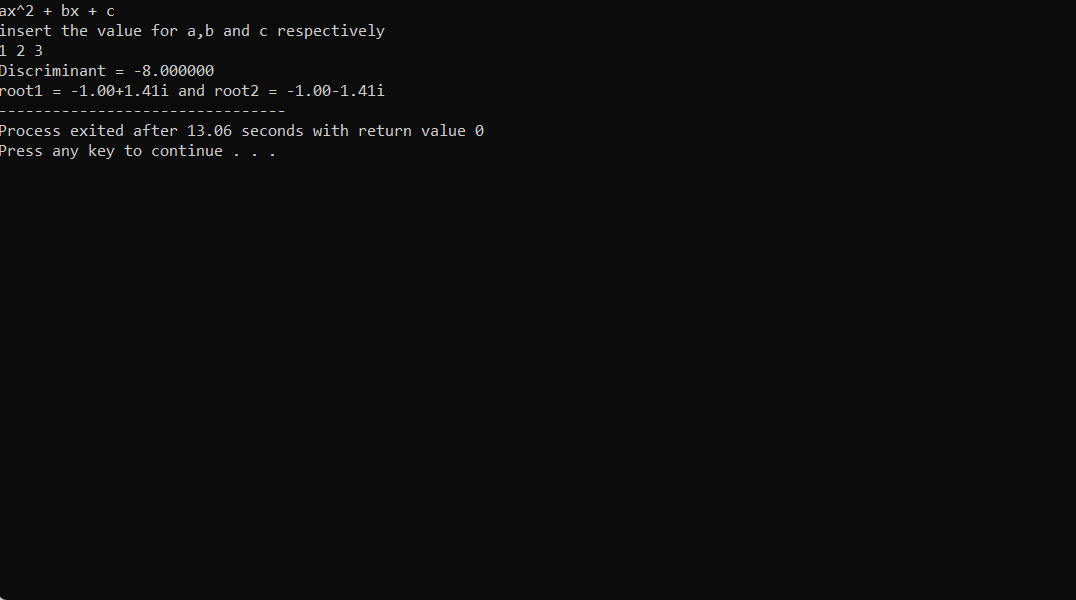 ax^2 + bx + c
insert the value for a,b and c respectively
1 2 3
Discriminant = -8.000000
root1 = -1.00+1.41i and root2 = -1.00-1.41i
--------------------------------
Process exited after 13.06 seconds with return value 0
Press any key to continue . . .